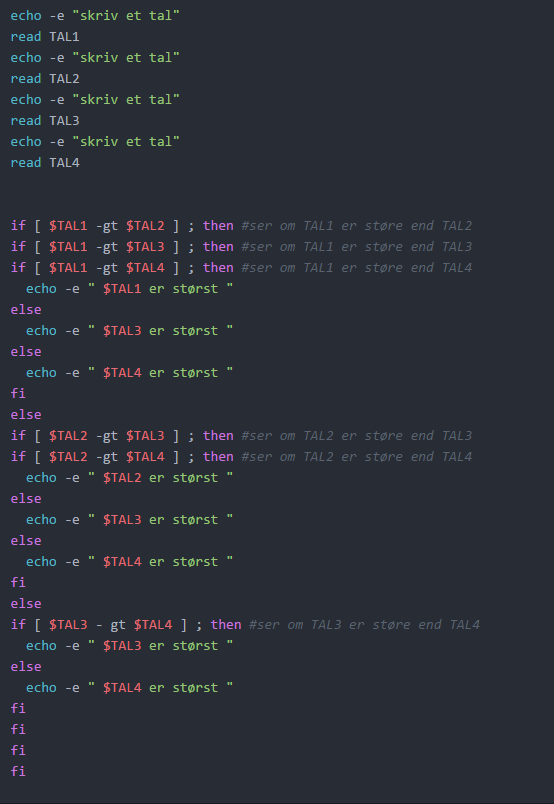 echo -e "skriv et tal"
read TAL1
echo -e "skriv et tal"
read TAL2
echo -e "skriv et tal"
read TAL3
echo -e "skriv et tal"
read TAL4
if [ $TAL1 -gt $TAL2 ] ; then #ser om TAL1 er støre end TAL2
if [ $TAL1 -gt $TAL3 ] ; then #ser om TAL1 er støre end TAL3
if [ $TAL1 -gt $TAL4 ] ; then #ser om TAL1 er støre end TAL4
  echo -e " $TAL1 er størst "
else
  echo -e " $TAL3 er størst "
else
  echo -e " $TAL4 er størst "
fi
else
if [ $TAL2 -gt $TAL3 ] ; then #ser om TAL2 er støre end TAL3
if [ $TAL2 -gt $TAL4 ] ; then #ser om TAL2 er støre end TAL4
  echo -e " $TAL2 er størst "
else
  echo -e " $TAL3 er størst "
else
  echo -e " $TAL4 er størst "
fi
else
if [ $TAL3 - gt $TAL4 ] ; then #ser om TAL3 er støre end TAL4
  echo -e " $TAL3 er størst "
else
  echo -e " $TAL4 er størst "
fi
fi
fi
fi